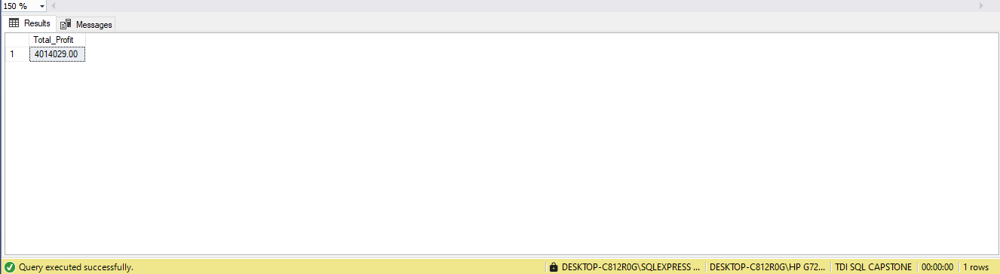 150 %
Results Messages
Total_Profit
1 4014029.00
Query executed successfully. DESKTOP-C812R0G\SQLEXPRESS ... DESKTOP-C812R0G\HP G72... TDI SQL CAPSTONE 00:00:00 1 rows